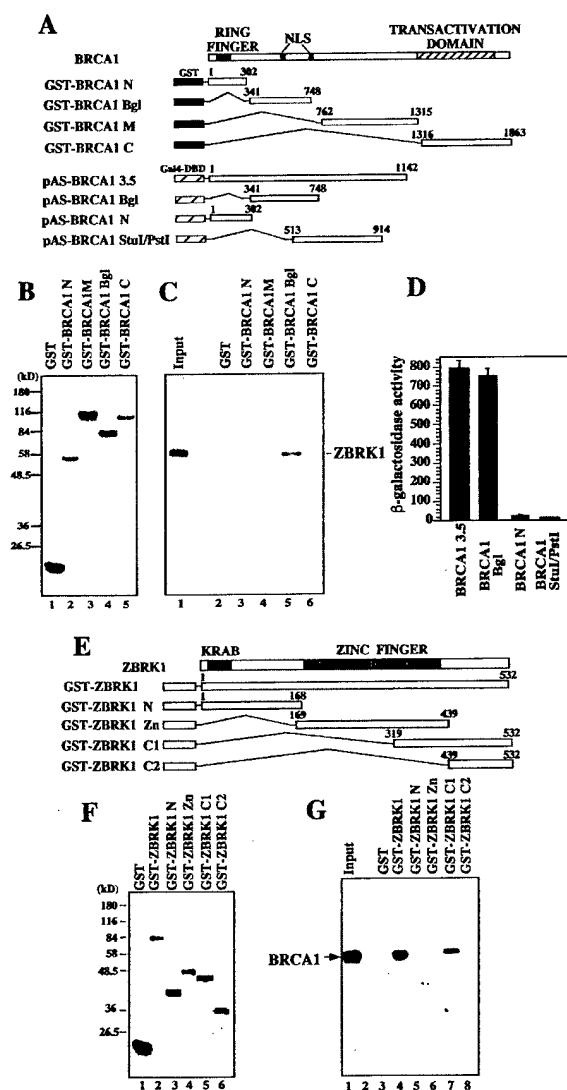 A
RING FINGER
NLS
TRANSACTIVATION DOMAIN
BRCA1
GST
GST-BRCA1 N
1 302
GST-BRCA1 Bgl
341 748
GST-BRCA1 M
762 1315
GST-BRCA1 C
1316 1863
Gal4-DBD
pAS-BRCA1 3.5
1 1142
pAS-BRCA1 Bgl
341 748
pAS-BRCA1 N
1 302
pAS-BRCA1 StuI/PstI
513 914
B
GST
GST-BRCA1 N
GST-BRCA1M
GST-BRCA1 Bgl
GST-BRCA1 C
(kD)
180
116
84
58
48.5
36
26.5
1 2 3 4 5
C
Input
GST
GST-BRCA1 N
GST-BRCA1M
GST-BRCA1 Bgl
GST-BRCA1 C
ZBRK1
1 2 3 4 5 6
D
β-galactosidase activity
800
700
600
500
400
300
200
100
0
BRCA1 3.5
BRCA1 Bgl
BRCA1 N
BRCA1 StuI/PstI
E
KRAB
ZINC FINGER
ZBRK1
GST-ZBRK1
1 532
GST-ZBRK1 N
1 168
GST-ZBRK1 Zn
169 439
GST-ZBRK1 C1
319 532
GST-ZBRK1 C2
439 532
F
GST
GST-ZBRK1
GST-ZBRK1 N
GST-ZBRK1 Zn
GST-ZBRK1 C1
GST-ZBRK1 C2
(kD)
180
116
84
58
48.5
36
26.5
1 2 3 4 5 6
G
Input
GST
GST-ZBRK1
GST-ZBRK1 N
GST-ZBRK1 Zn
GST-ZBRK1 C1
GST-ZBRK1 C2
BRCA1
1 2 3 4 5 6 7 8